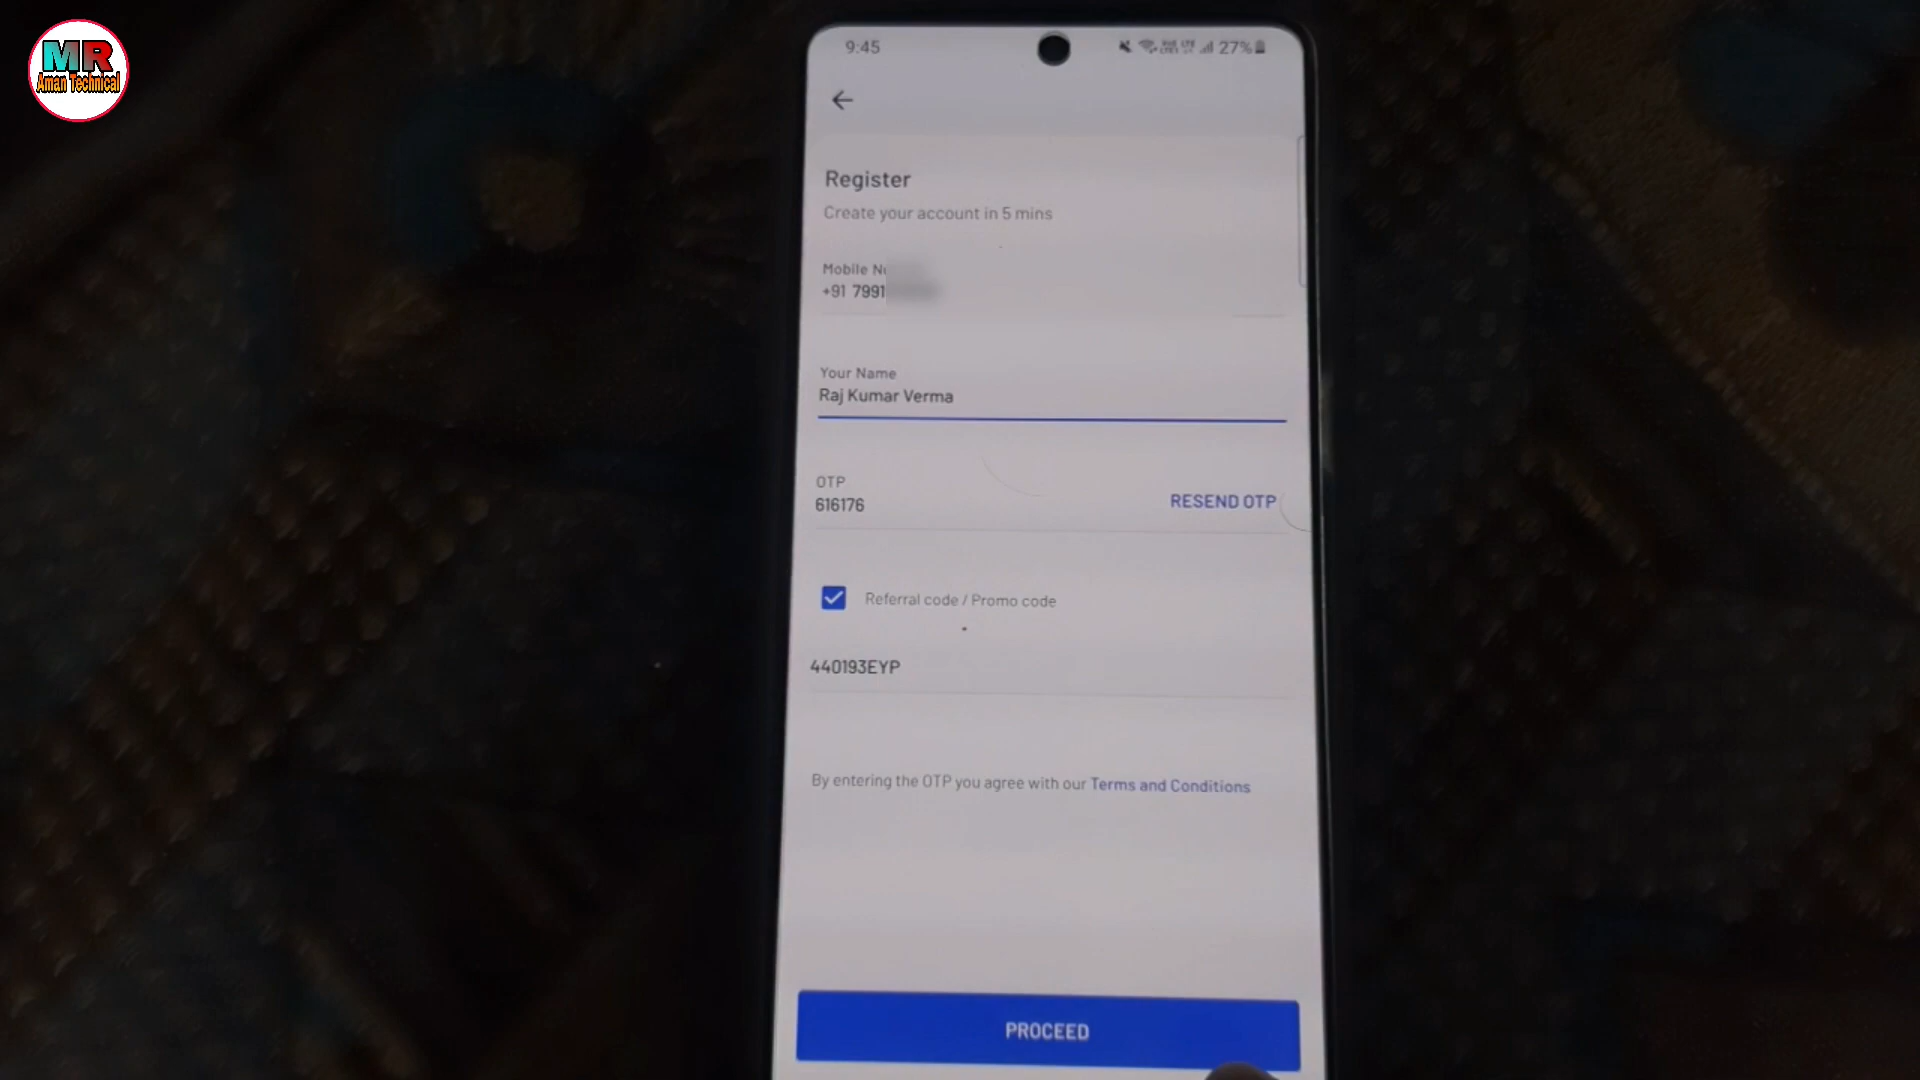 MR
Aman Technical
9:45
27%
Register
Create your account in 5 mins
Mobile
+91 7991
Your Name
Raj Kumar Verma
OTP
616176
RESEND OTP
Referral code / Promo code
440193EYP
By entering the OTP you agree with our Terms and Conditions
PROCEED